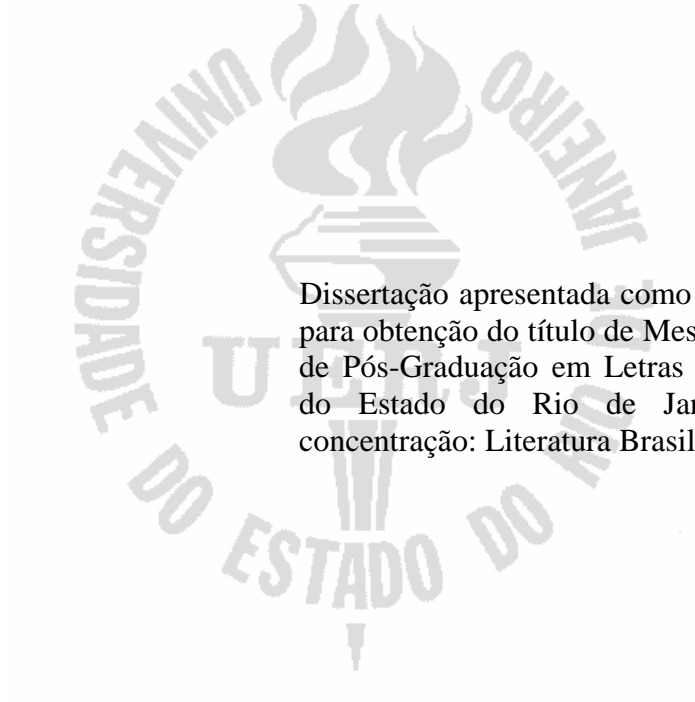 UNIVERSIDADE DO ESTADO DO RIO DE JANEIRO
UERJ
Dissertação apresentada como
para obtenção do título de Mes
de Pós-Graduação em Letras
do Estado do Rio de Jan
concentração: Literatura Brasil